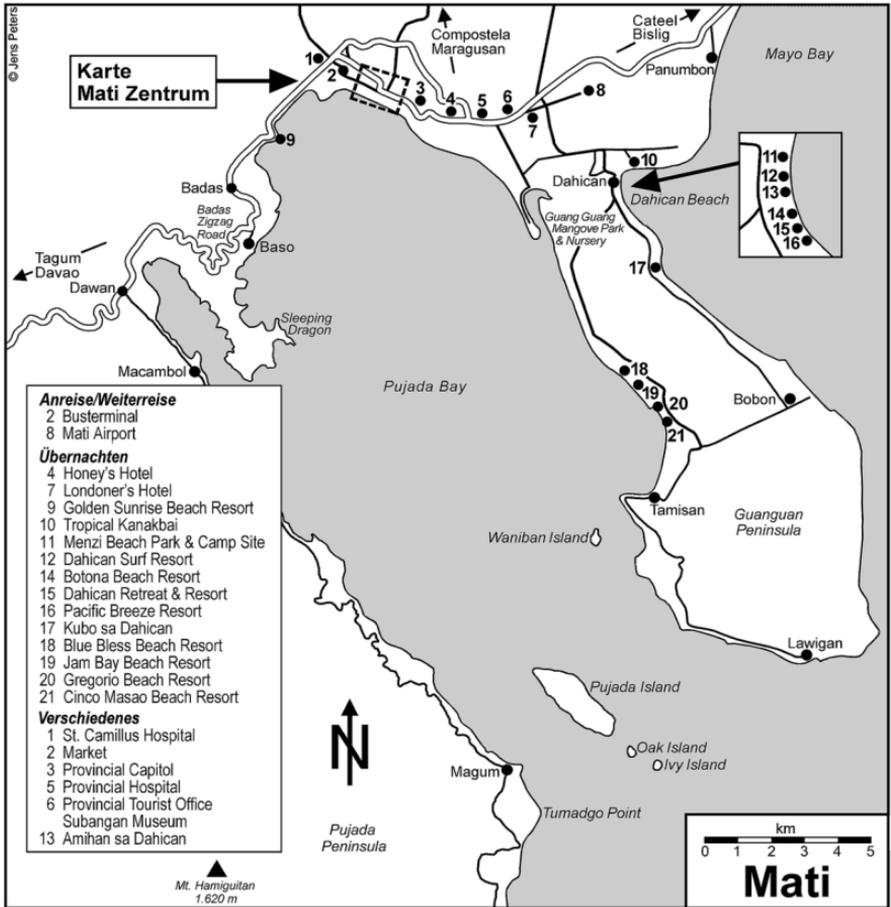 © Jens Peters
Karte
Mati Zentrum
Compostela
Maragusan
Cateel
Bislig
Mayo Bay
Panumbon
1
2
3
4
5
6
7
8
9
10
11
12
13
14
15
16
Dahican
Dahican Beach
Badas
Badas
Zigzag
Road
Guang Guang
Mangove Park
& Nursery
Baso
Tagum
Davao
17
Dawan
Sleeping
Dragon
Macambol
Pujada Bay
18
19
20
21
Bobon
Anreise/Weiterreise
2 Busterminal
8 Mati Airport
Übernachten
4 Honey's Hotel
7 Londoner's Hotel
9 Golden Sunrise Beach Resort
10 Tropical Kanakbai
11 Menzi Beach Park & Camp Site
12 Dahican Surf Resort
14 Botona Beach Resort
15 Dahican Retreat & Resort
16 Pacific Breeze Resort
17 Kubo sa Dahican
18 Blue Bless Beach Resort
19 Jam Bay Beach Resort
20 Gregorio Beach Resort
21 Cinco Masao Beach Resort
Verschiedenes
1 St. Camillus Hospital
2 Market
3 Provincial Capitol
5 Provincial Hospital
6 Provincial Tourist Office
Subangan Museum
13 Amihan sa Dahican
Tamisan
Guanguan
Peninsula
Waniban Island
Lawigan
Pujada Island
N
Oak Island
Ivy Island
Magum
Tumadgo Point
Pujada
Peninsula
Mt. Hamiguitan
1.620 m
km
0 1 2 3 4 5
Mati